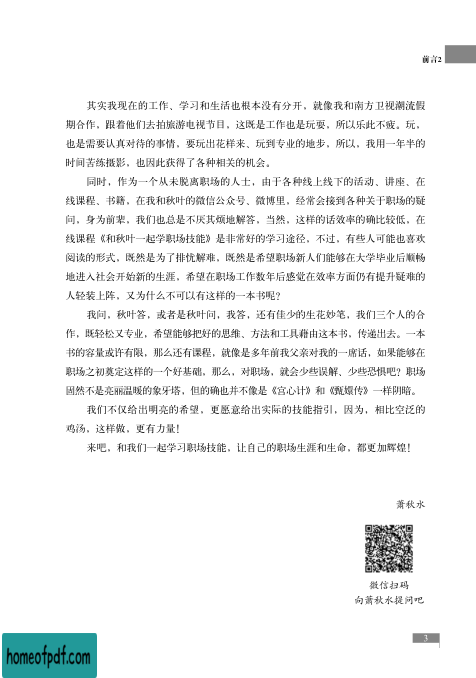 前言2
其实我现在的工作、学习和生活也根本没有分开，就像我和南方卫视潮流假
期合作，跟着他们去拍旅游电视节目，这既是工作也是玩耍，所以乐此不疲。玩，
也是需要认真对待的事情，要玩出花样来、玩到专业的地步，所以，我用一年半的
时间苦练摄影，也因此获得了各种相关的机会。
同时，作为一个从未脱离职场的人士，由于各种线上线下的活动、讲座、在
线课程、书籍，在我和秋叶的微信公众号、微博里，经常会接到各种关于职场的疑
问，身为前辈，我们也总是不厌其烦地解答，当然，这样的话效率的确比较低，在
线课程《和秋叶一起学职场技能》是非常好的学习途径，不过，有些人可能也喜欢
阅读的形式，既然是为了排忧解难，既然是希望职场新人们能够在大学毕业后顺畅
地进入社会开始新的生涯，希望在职场工作数年后感觉在效率方面仍有提升疑难的
人轻装上阵，又为什么不可以有这样的一本书呢？
我问，秋叶答，或者是秋叶问，我答，还有佳少的生花妙笔，我们三个人的合
作，既轻松又专业，希望能够把好的思维、方法和工具藉由这本书，传递出去。一本
书的容量或许有限，那么还有课程，就像是多年前我父亲对我的一席话，如果能够在
职场之初奠定这样的一个好基础，那么，对职场，就会少些误解、少些恐惧吧？职场
固然不是亮丽温暖的象牙塔，但的确也并不像是《宫心计》和《甄嬛传》一样阴暗。
我们不仅给出明亮的希望，更愿意给出实际的技能指引，因为，相比空泛的
鸡汤，这样做，更有力量！
来吧，和我们一起学习职场技能，让自己的职场生涯和生命，都更加辉煌！
萧秋水
微信扫码
向萧秋水提问吧
3
homeofpdf.com